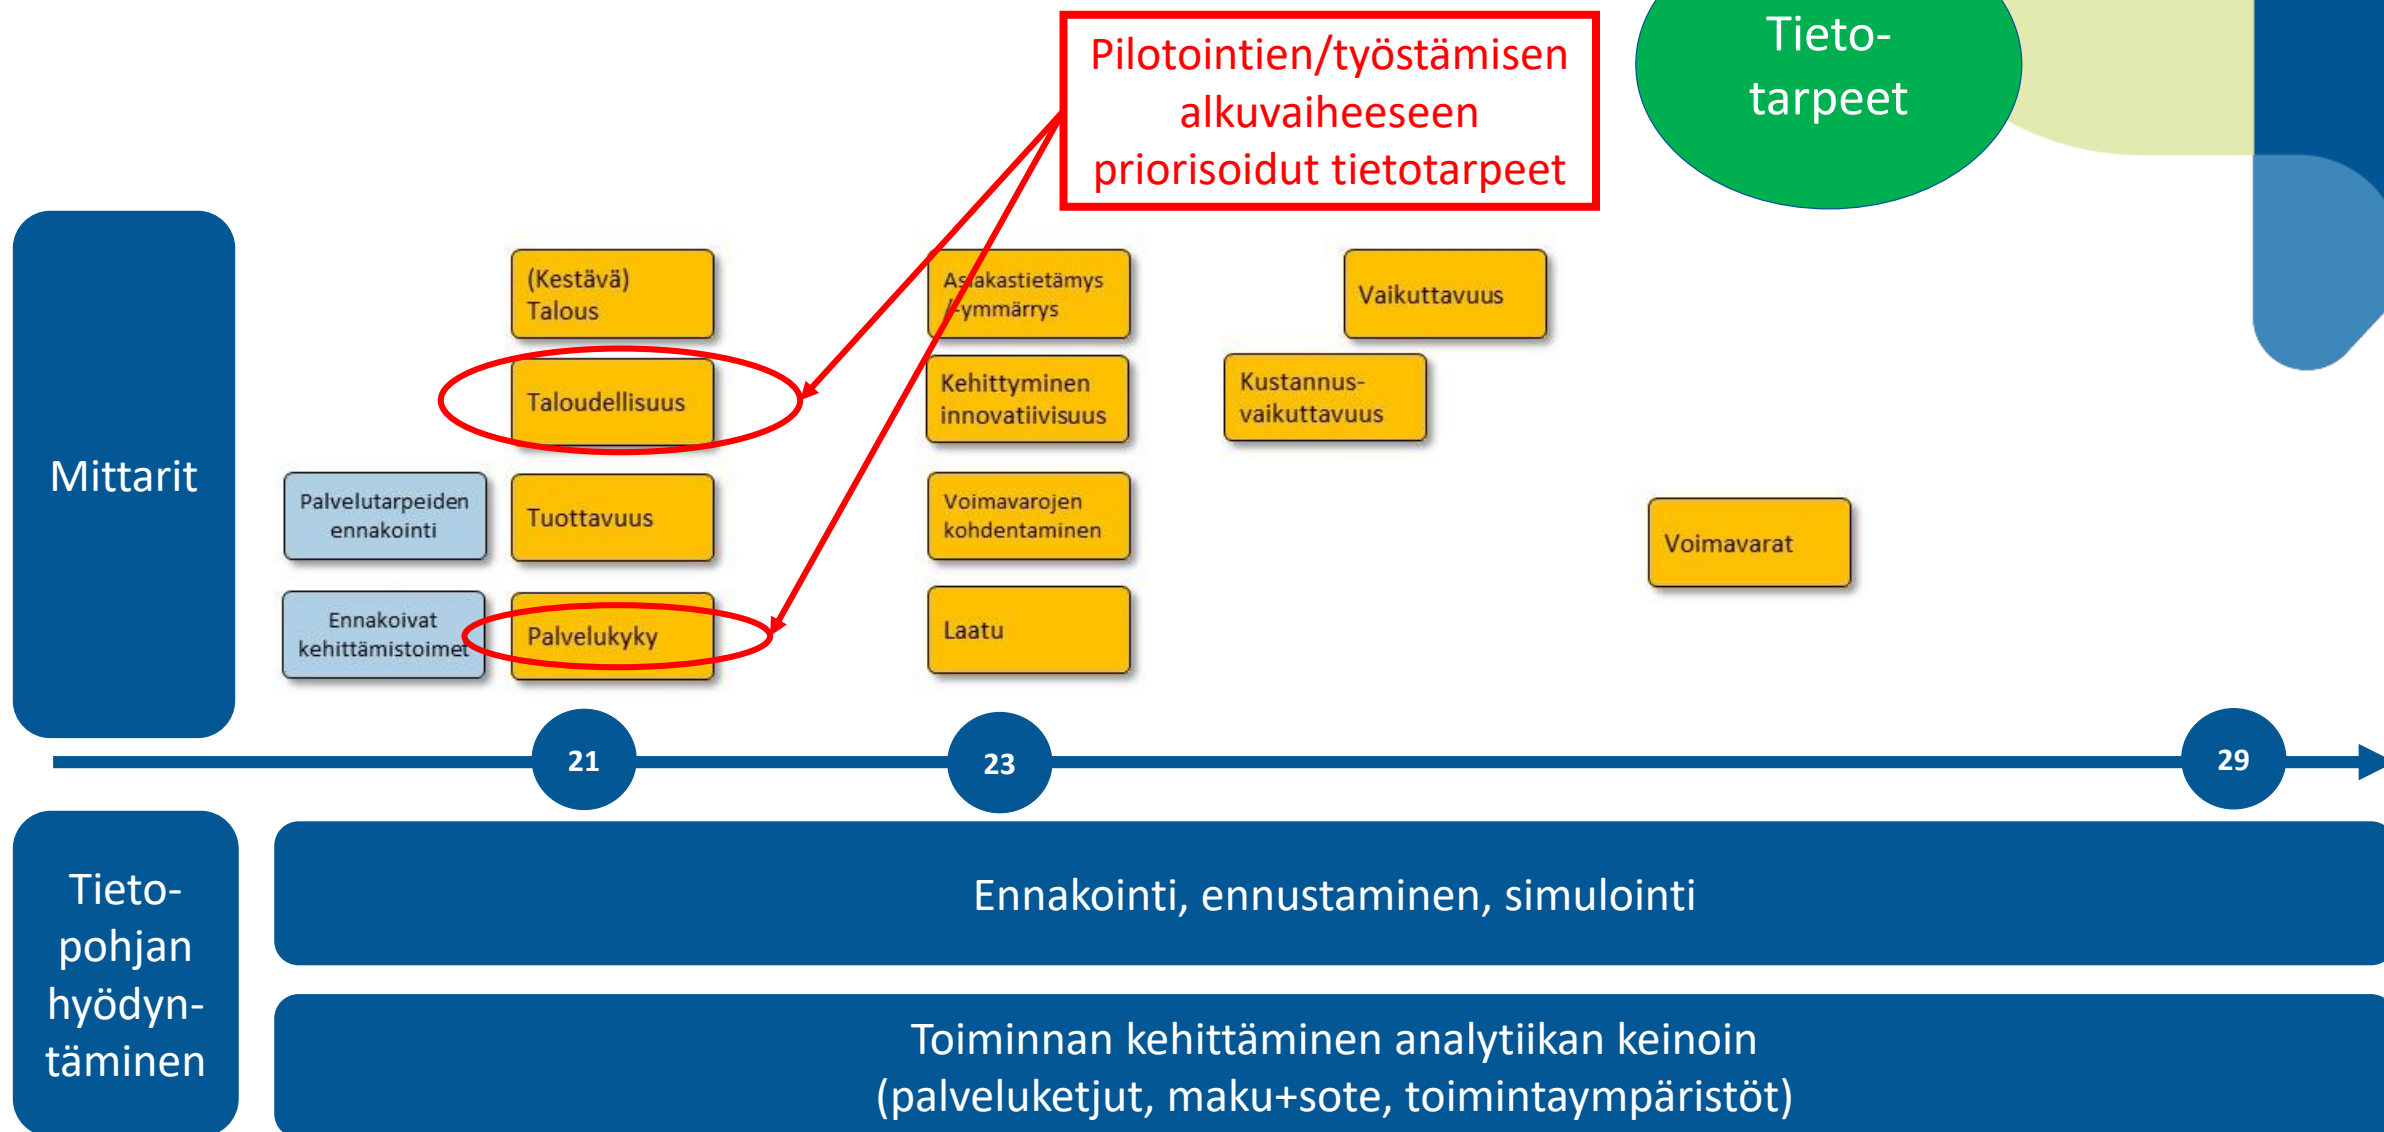 Tieto-
tarpeet
Pilotointien/työstämisen
alkuvaiheeseen
priorisoidut tietotarpeet
Mittarit
(Kestävä)
Talous
Asiakastietämys
/-ymmärrys
Vaikuttavuus
Taloudellisuus
Kehittyminen
innovatiivisuus
Kustannus-
vaikuttavuus
Palvelutarpeiden
ennakointi
Tuottavuus
Voimavarojen
kohdentaminen
Voimavarat
Ennakoivat
kehittämistoimet
Palvelukyky
Laatu
21
23
29
Tieto-
pohjan
hyödyn-
täminen
Ennakointi, ennustaminen, simulointi
Toiminnan kehittäminen analytiikan keinoin
(palveluketjut, maku+sote, toimintaympäristöt)